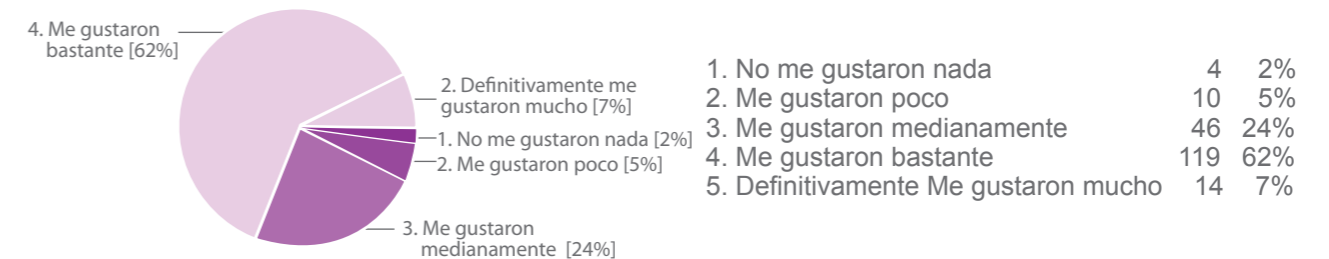 4. Me gustaron
bastante [62%]
2. Definitivamente me
gustaron mucho [7%]
1. No me gustaron nada [2%]
2. Me gustaron poco [5%]
3. Me gustaron
medianamente [24%]
1. No me gustaron nada 4 2%
2. Me gustaron poco 10 5%
3. Me gustaron medianamente 46 24%
4. Me gustaron bastante 119 62%
5. Definitivamente Me gustaron mucho 14 7%